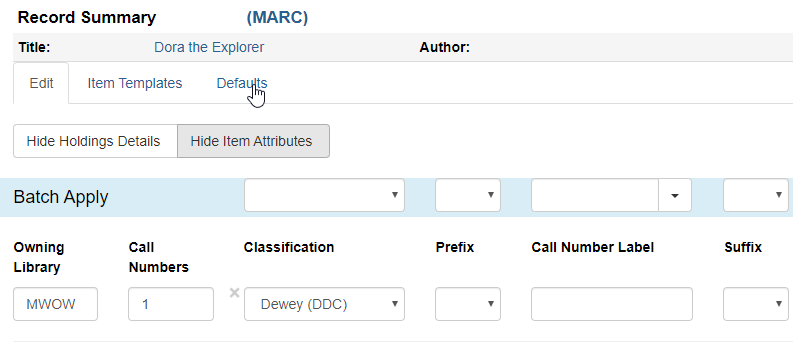 Record Summary (MARC)
Title: Dora the Explorer Author:
Edit Item Templates Defaults
Hide Holdings Details Hide Item Attributes
Batch Apply
Owning Library Call Numbers Classification Prefix Call Number Label Suffix
MWOW 1 × Dewey (DDC)